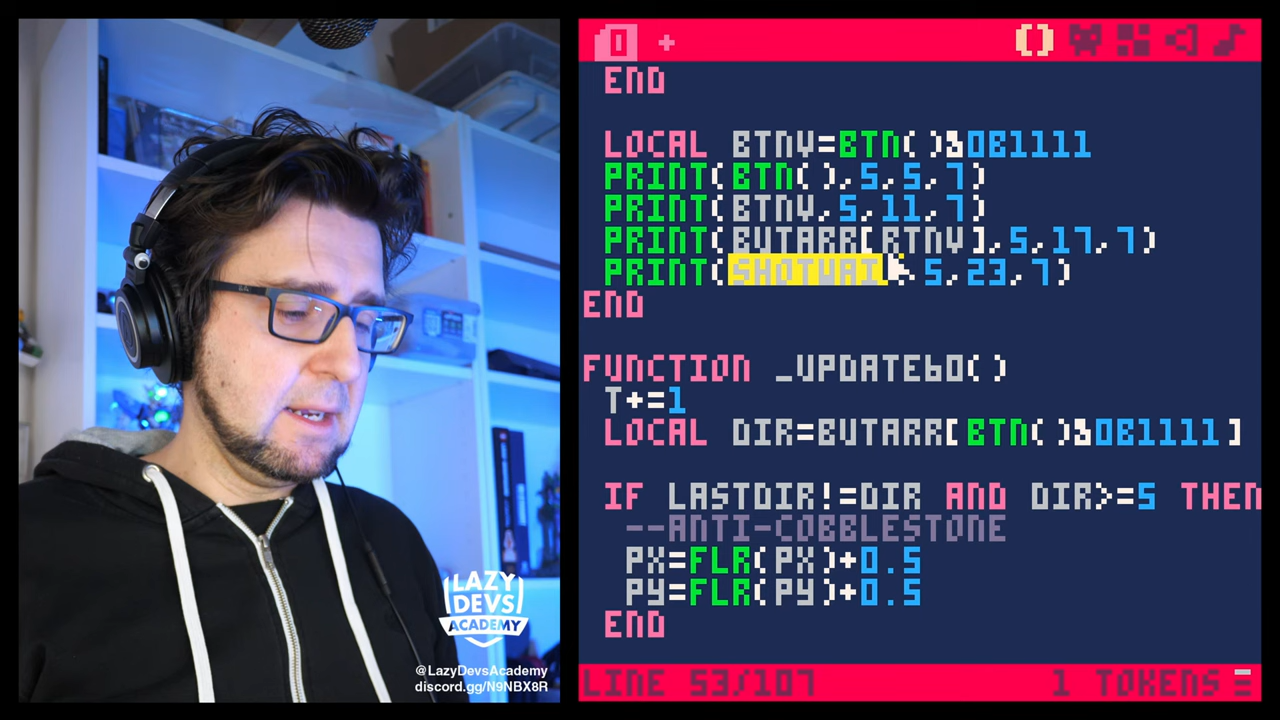 0 +
END
LOCAL BTNV=BTN()&0B1111
PRINT(BTN(),5,5,7)
PRINT(BTNV,5,11,7)
PRINT(BUTARR[BTNV],5,17,7)
PRINT(SHOTWAIT,5,23,7)
END
FUNCTION _UPDATE60()
T+=1
LOCAL DIR=BUTARR[BTN()&0B1111]
IF LASTDIR!=DIR AND DIR>=5 THEN
--ANTI-COBBLESTONE
PX=FLR(PX)+0.5
PY=FLR(PY)+0.5
END
LINE 53/107 1 TOKENS
LAZY
DEVS
ACADEMY
@LazyDevsAcademy
discord.gg/N9NBX8R